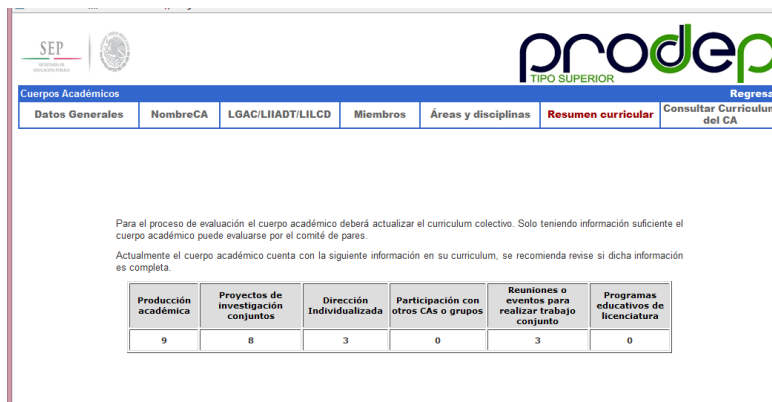 SEP
SECRETARÍA DE
EDUCACIÓN PÚBLICA
prodep
TIPO SUPERIOR
Cuerpos Académicos
Regresa
Datos Generales
NombreCA
LGAC/LIIADT/LILCD
Miembros
Áreas y disciplinas
Resumen curricular
Consultar Curriculum
del CA
Para el proceso de evaluación el cuerpo académico deberá actualizar el curriculum colectivo. Solo teniendo información suficiente el
cuerpo académico puede evaluarse por el comité de pares.
Actualmente el cuerpo académico cuenta con la siguiente información en su curriculum, se recomienda revise si dicha información
es completa.
Producción
académica
Proyectos de
investigación
conjuntos
Dirección
Individualizada
Participación con
otros CAs o grupos
Reuniones o
eventos para
realizar trabajo
conjunto
Programas
educativos de
licenciatura
9
8
3
0
3
0